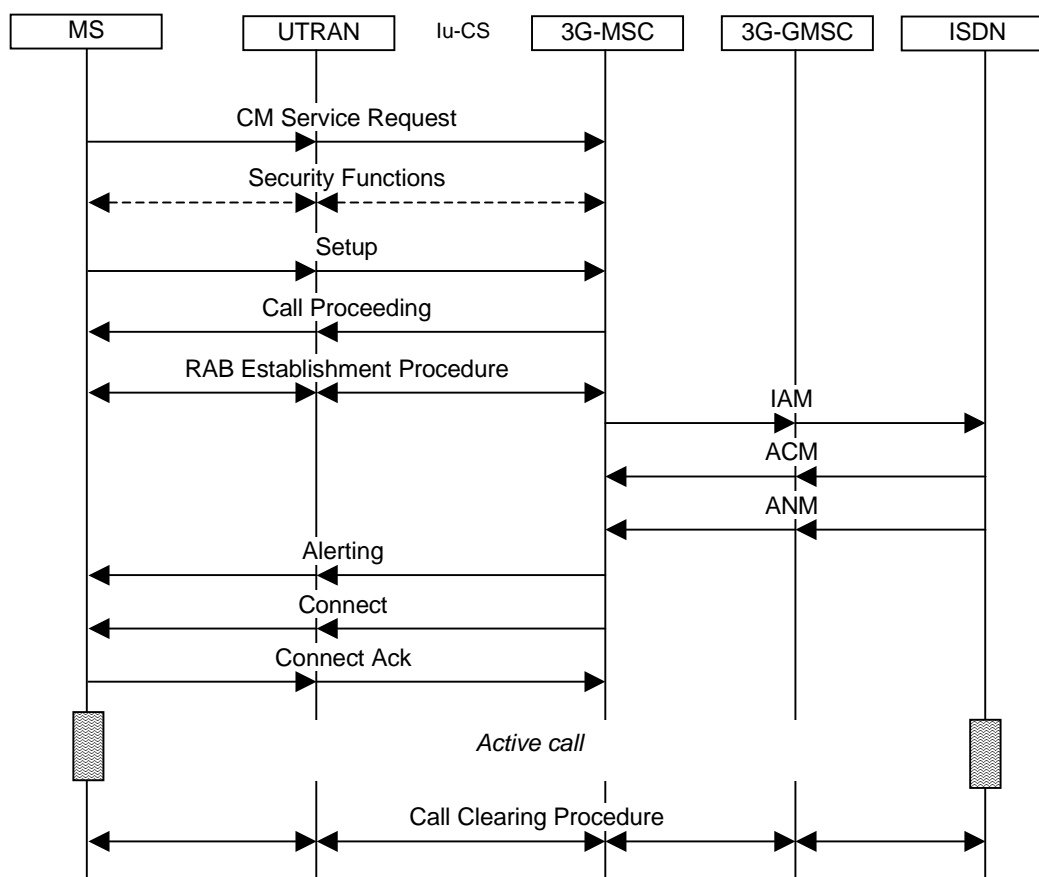 MS
UTRAN
Iu-CS
3G-MSC
3G-GMSC
ISDN
CM Service Request
Security Functions
Setup
Call Proceeding
RAB Establishment Procedure
IAM
ACM
ANM
Alerting
Connect
Connect Ack
Active call
Call Clearing Procedure